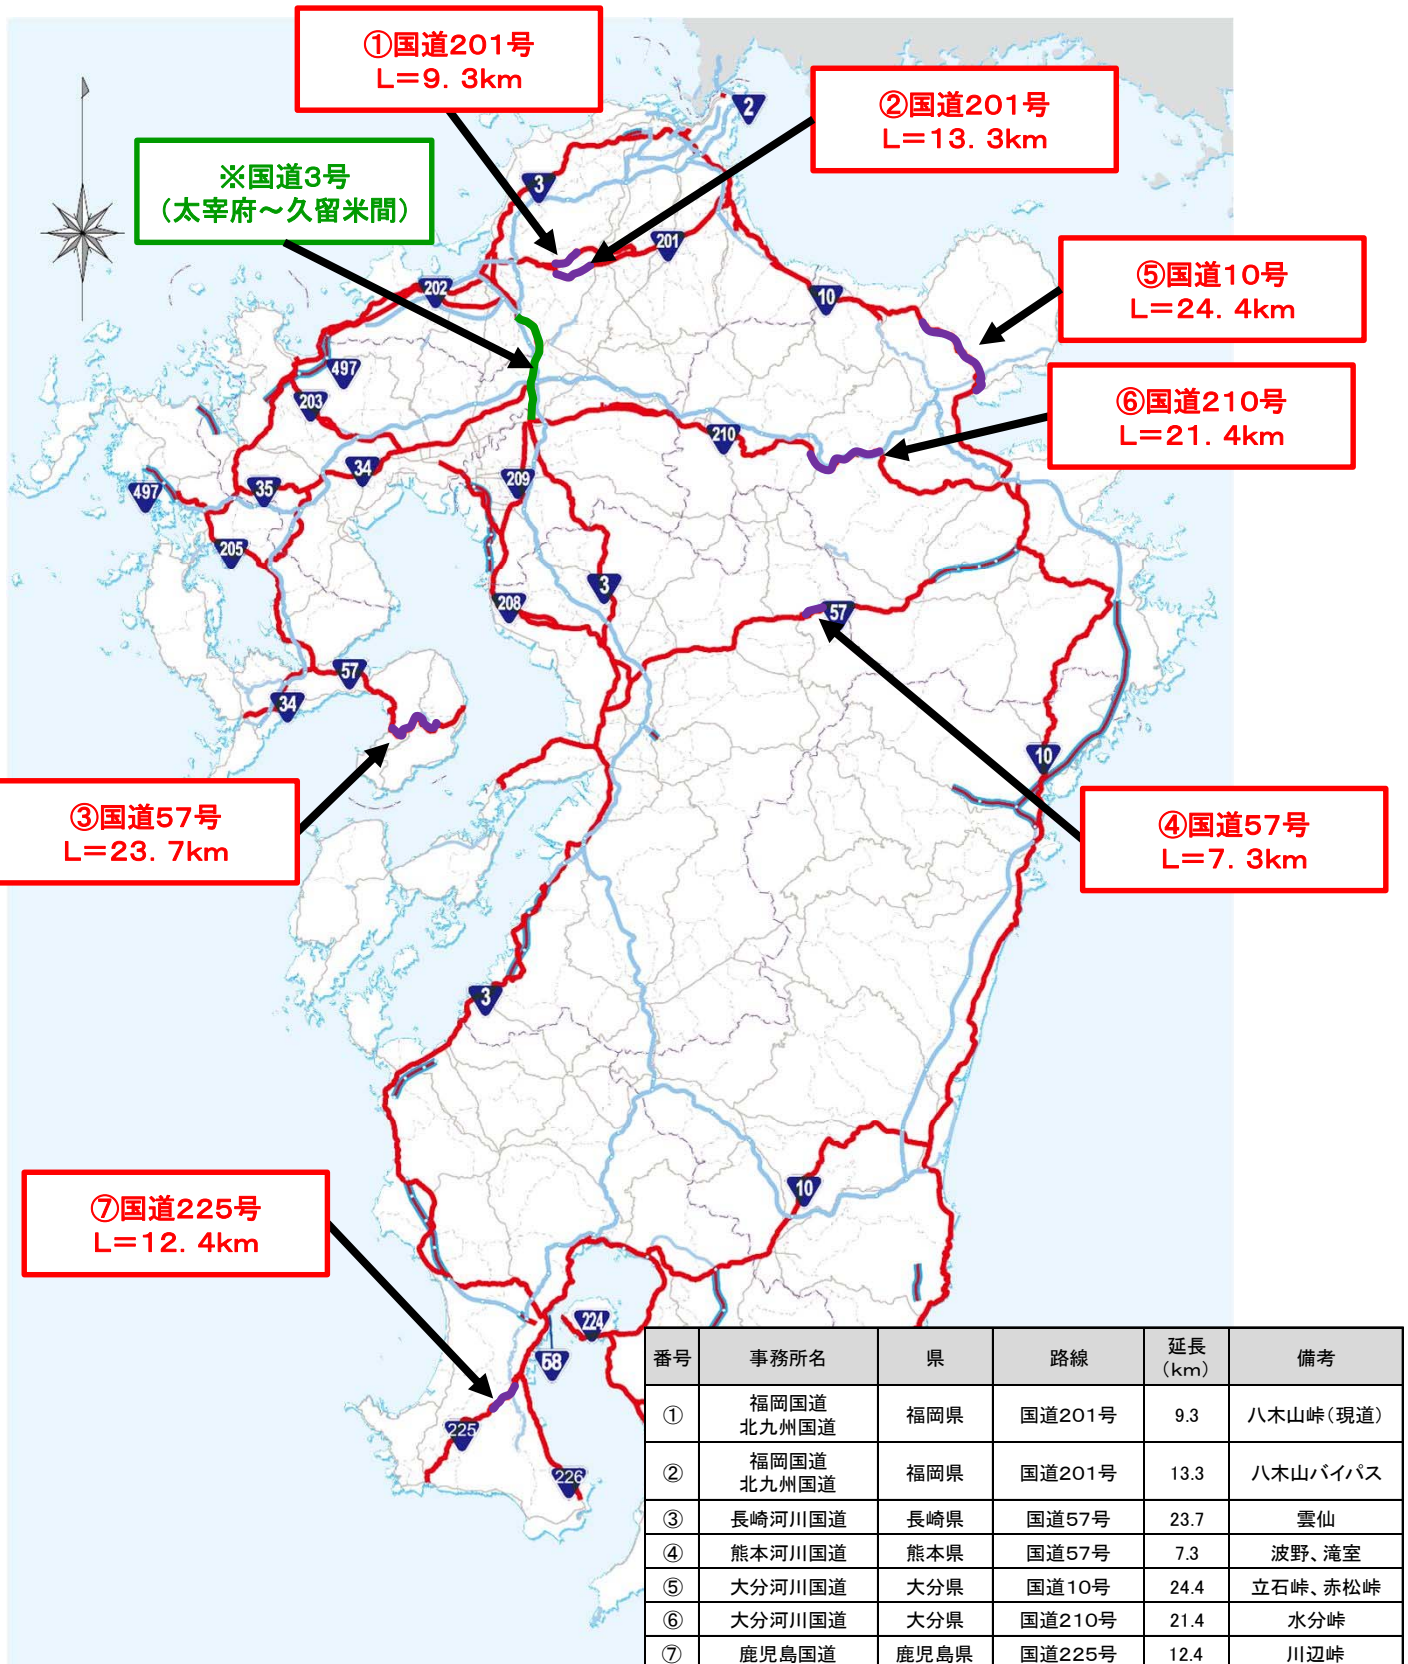 ①国道201号
L=9.3km
②国道201号
L=13.3km
※国道3号
(太宰府～久留米間)
⑤国道10号
L=24.4km
⑥国道210号
L=21.4km
③国道57号
L=23.7km
④国道57号
L=7.3km
⑦国道225号
L=12.4km
2
3
201
202
10
497
203
210
34
35
497
209
205
3
208
57
57
34
10
3
10
224
58
225
226
番号 事務所名 県 路線 延長(km) 備考
① 福岡国道 北九州国道 福岡県 国道201号 9.3 八木山峠(現道)
② 福岡国道 北九州国道 福岡県 国道201号 13.3 八木山バイパス
③ 長崎河川国道 長崎県 国道57号 23.7 雲仙
④ 熊本河川国道 熊本県 国道57号 7.3 波野、滝室
⑤ 大分河川国道 大分県 国道10号 24.4 立石峠、赤松峠
⑥ 大分河川国道 大分県 国道210号 21.4 水分峠
⑦ 鹿児島国道 鹿児島県 国道225号 12.4 川辺峠